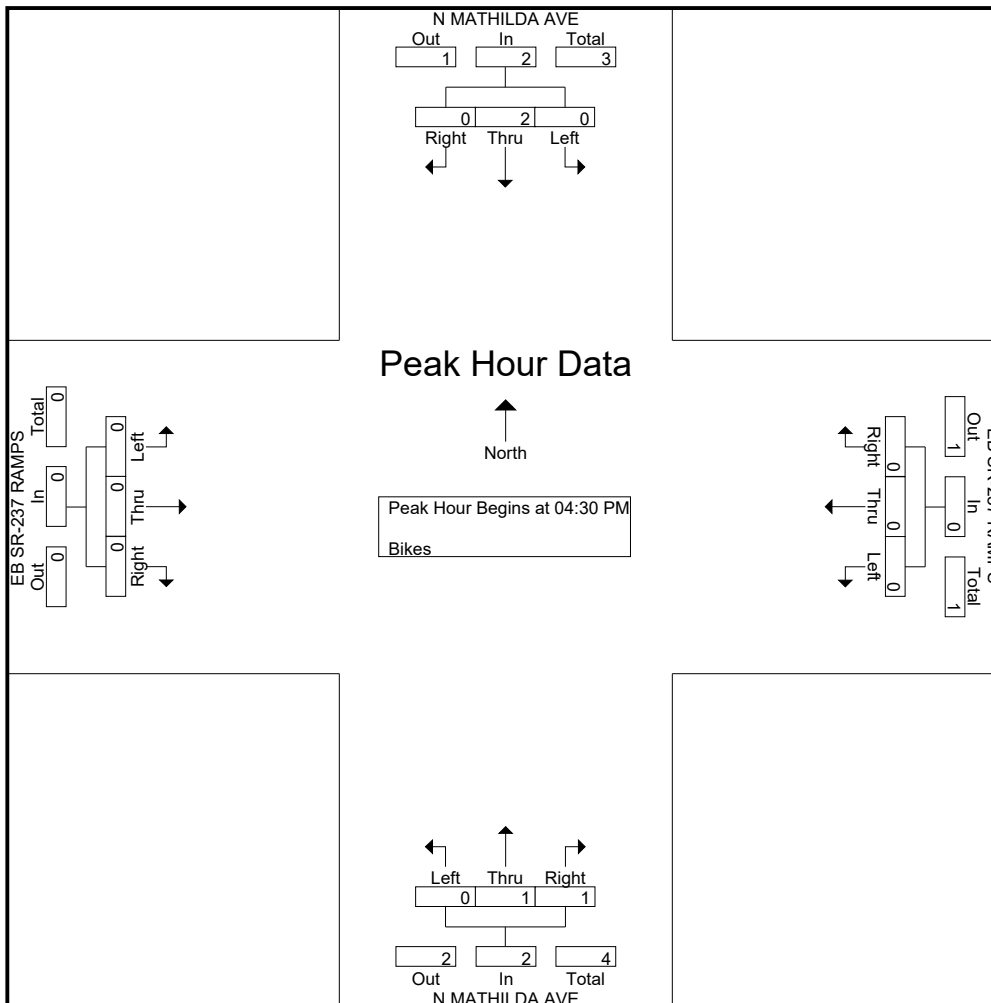 N MATHILDA AVE
Out In Total
1 2 3
0 2 0
Right Thru Left
Peak Hour Data
North
Peak Hour Begins at 04:30 PM
Bikes
EB SR-237 RAMPS
Out In Total
0 0 0
Right Thru Left
0 0 0
Out In Total
1 0 1
Right Thru Left
0 0 0
Left Thru Right
0 1 1
2 2 4
Out In Total
N MATHILDA AVE